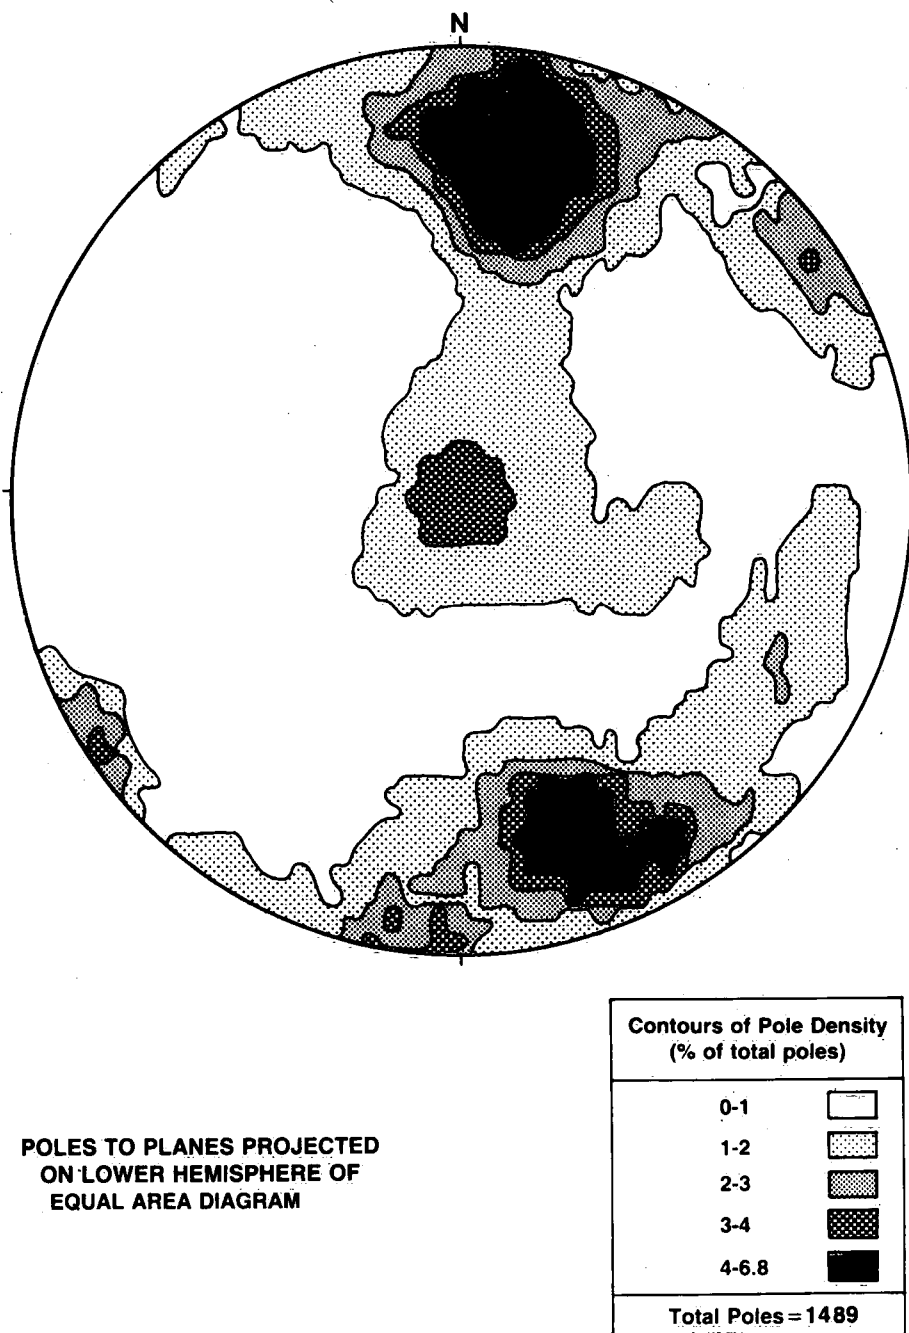 N
Contours of Pole Density
(% of total poles)
0-1
1-2
2-3
3-4
4-6.8
Total Poles=1489
POLES TO PLANES PROJECTED
ON LOWER HEMISPHERE OF
EQUAL AREA DIAGRAM